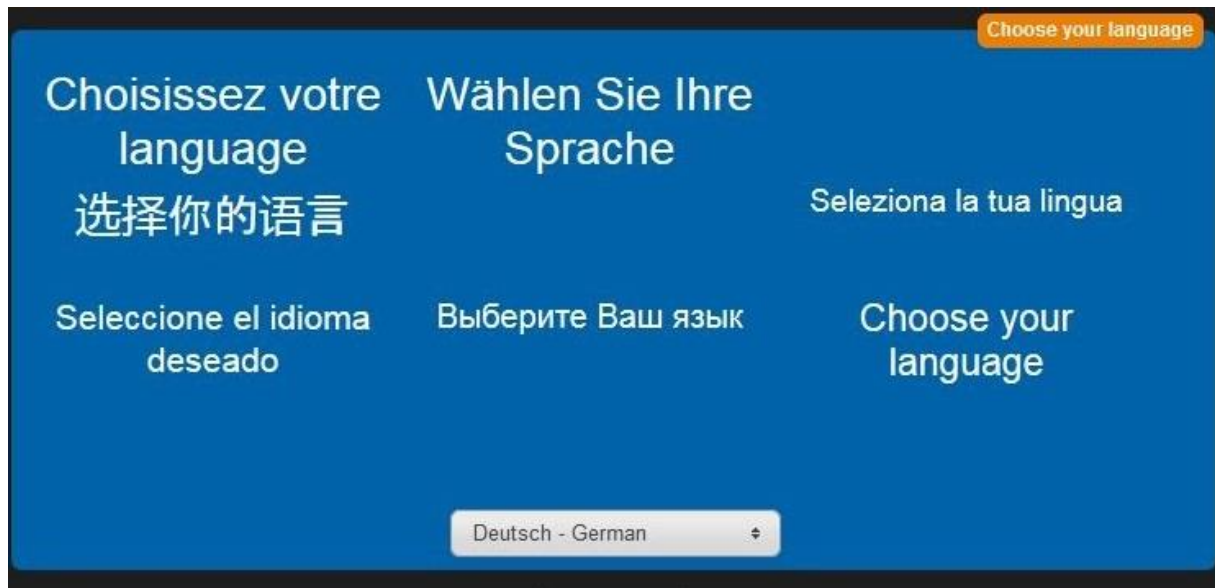 Choose your language
Choisissez votre
language
选择你的语言
Wählen Sie Ihre
Sprache
Seleziona la tua lingua
Seleccione el idioma
deseado
Выберите Ваш язык
Choose your
language
Deutsch - German